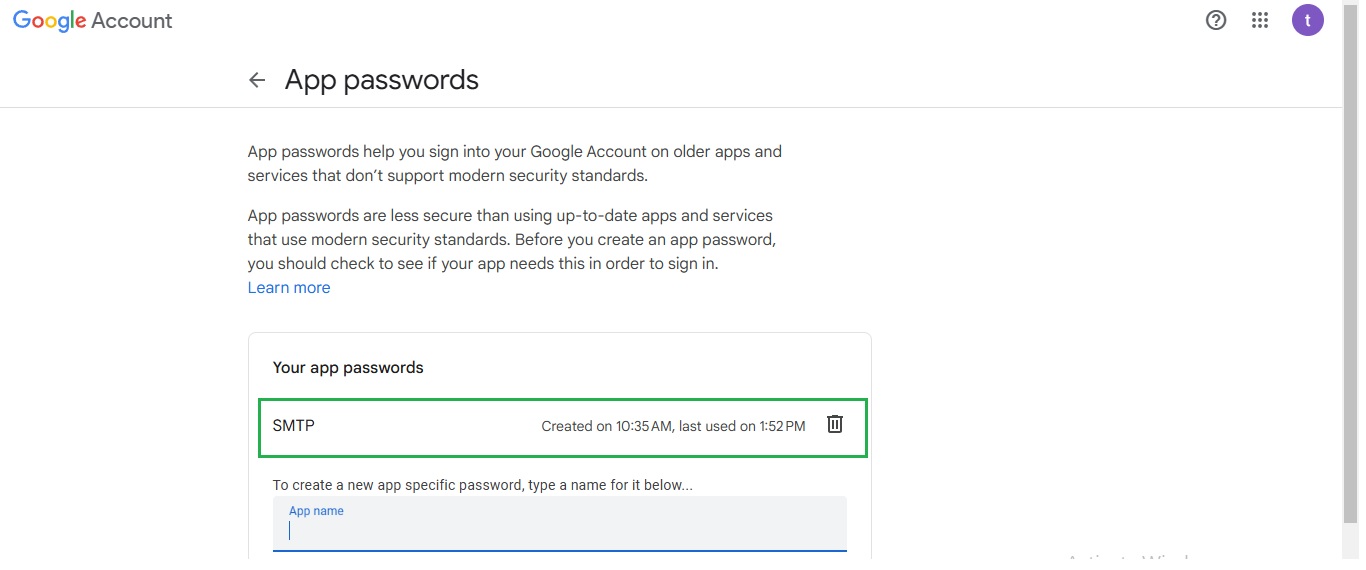 Google Account
t
App passwords
App passwords help you sign into your Google Account on older apps and
services that don’t support modern security standards.
App passwords are less secure than using up-to-date apps and services
that use modern security standards. Before you create an app password,
you should check to see if your app needs this in order to sign in.
Learn more
Your app passwords
SMTP Created on 10:35 AM, last used on 1:52 PM
To create a new app specific password, type a name for it below...
App name